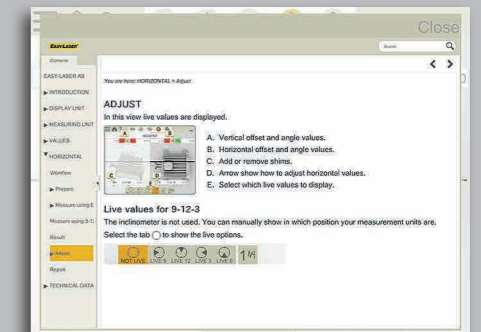 Close
EASY-LASER
Search
Contents
EASY-LASER AB
INTRODUCTION
DISPLAY UNIT
MEASURING UNIT
VALUES
HORIZONTAL
Workflow
Prepare
Measure using E
Measure using 9-1
Result
Adjust
Report
TECHNICAL DATA
You are here: HORIZONTAL > Adjust
ADJUST
In this view live values are displayed.
A
B
C
D
E
A. Vertical offset and angle values.
B. Horizontal offset and angle values.
C. Add or remove shims.
D. Arrow show how to adjust horizontal values.
E. Select which live values to display.
Live values for 9-12-3
The inclinometer is not used. You can manually show in which position your measurement units are.
Select the tab to show the live options.
NOT LIVE LIVE 9 LIVE 12 LIVE 3 LIVE 6 1